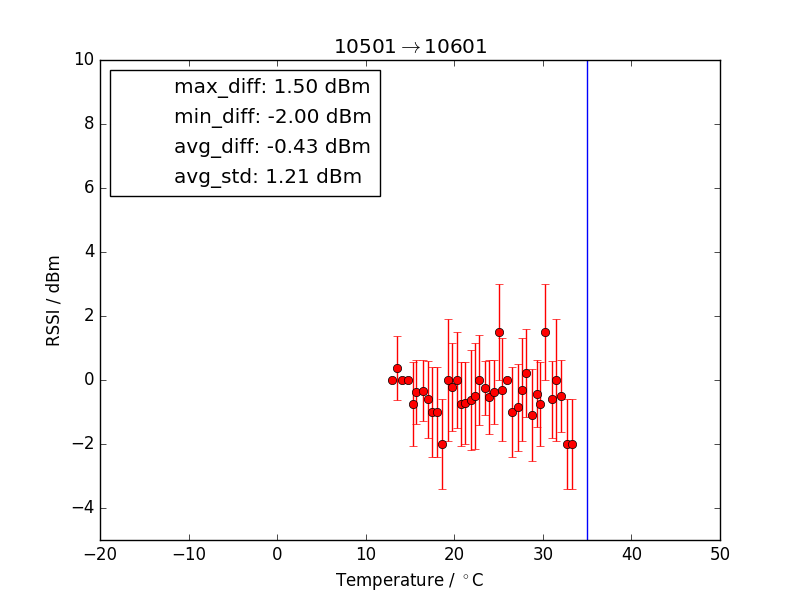 10501→10601
max_diff: 1.50 dBm
min_diff: -2.00 dBm
avg_diff: -0.43 dBm
avg_std: 1.21 dBm
RSSI / dBm
10
8
6
4
2
0
−2
−4
−20 −10 0 10 20 30 40 50
Temperature / °C